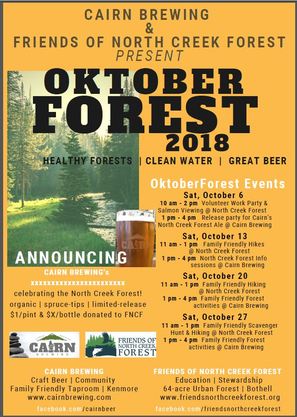 CAIRN BREWING
&
FRIENDS OF NORTH CREEK FOREST
PRESENT
OKTOBER
FOREST
2018
HEALTHY FORESTS | CLEAN WATER | GREAT BEER
OktoberForest Events
Sat, October 6
10 am - 2 pm Volunteer Work Party &
Salmon Viewing @ North Creek Forest
1 pm - 4 pm Release party for Cairn's
North Creek Forest Ale @ Cairn Brewing
Sat, October 13
11 am - 1 pm Family Friendly Hikes
@ North Creek Forest
1 pm - 4 pm North Creek Forest Info
sessions @ Cairn Brewing
Sat, October 20
11 am - 1 pm Family Friendly Hiking
@ North Creek Forest
1 pm - 4 pm Family Friendly Forest
activities @ Cairn Brewing
Sat, October 27
11 am - 1 pm Family Friendly Scavenger
Hunt & Hiking @ North Creek Forest
1 pm - 4 pm Family Friendly Forest
activities @ Cairn Brewing
ANNOUNCING
CAIRN BREWING's
celebrating the North Creek Forest!
organic | spruce-tips | limited-release
$1/pint & $X/bottle donated to FNCF
CAIRN
BREWING
FRIENDS OF
NORTH CREEK
FOREST
CAIRN BREWING
Craft Beer | Community
Family Friendly Taproom | Kenmore
www.cairnbrewing.com
facebook.com/cairnbeer
FRIENDS OF NORTH CREEK FOREST
Education | Stewardship
64-acre Urban Forest | Bothell
www.friendsnorthcreekforest.org
facebook.com/friendsnorthcreekforest